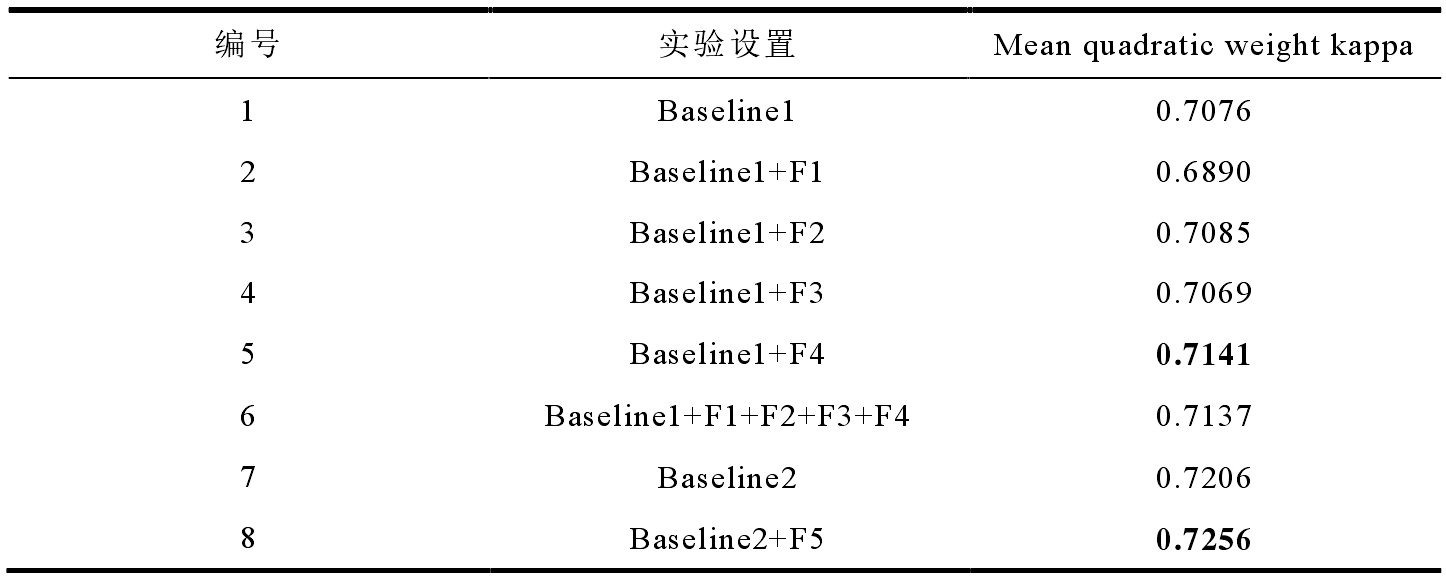 编号 实验设置 Mean quadratic weight kappa
1 Baseline1 0.7076
2 Baseline1+F1 0.6890
3 Baseline1+F2 0.7085
4 Baseline1+F3 0.7069
5 Baseline1+F4 0.7141
6 Baseline1+F1+F2+F3+F4 0.7137
7 Baseline2 0.7206
8 Baseline2+F5 0.7256